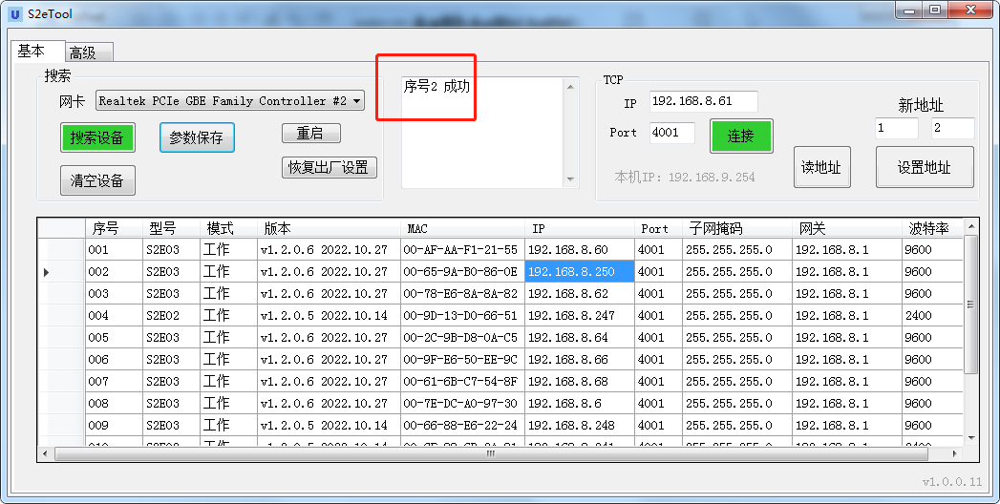 S2eTool
基本 高级
搜索
网卡 Realtek PCIe GBE Family Controller #2
搜索设备 参数保存 重启
清空设备 恢复出厂设置
序号2 成功
TCP
IP 192.168.8.61
Port 4001 连接
本机IP: 192.168.9.254
新地址
1 2
读地址 设置地址
序号 型号 模式 版本 MAC IP Port 子网掩码 网关 波特率
001 S2E03 工作 v1.2.0.6 2022.10.27 00-AF-AA-F1-21-55 192.168.8.60 4001 255.255.255.0 192.168.8.1 9600
002 S2E03 工作 v1.2.0.6 2022.10.27 00-65-9A-B0-86-0E 192.168.8.250 4001 255.255.255.0 192.168.8.1 9600
003 S2E03 工作 v1.2.0.6 2022.10.27 00-78-E6-8A-8A-82 192.168.8.62 4001 255.255.255.0 192.168.8.1 9600
004 S2E02 工作 v1.2.0.5 2022.10.14 00-9D-13-D0-66-51 192.168.8.247 4001 255.255.255.0 192.168.8.1 2400
005 S2E03 工作 v1.2.0.6 2022.10.27 00-2C-9B-D8-0A-C5 192.168.8.64 4001 255.255.255.0 192.168.8.1 9600
006 S2E03 工作 v1.2.0.6 2022.10.27 00-9F-E6-50-EE-9C 192.168.8.66 4001 255.255.255.0 192.168.8.1 9600
007 S2E03 工作 v1.2.0.6 2022.10.27 00-61-6B-C7-54-8F 192.168.8.68 4001 255.255.255.0 192.168.8.1 9600
008 S2E03 工作 v1.2.0.6 2022.10.27 00-7E-DC-A0-97-30 192.168.8.6 4001 255.255.255.0 192.168.8.1 9600
009 S2E03 工作 v1.2.0.5 2022.10.14 00-66-88-E6-22-24 192.168.8.248 4001 255.255.255.0 192.168.8.1 9600
v1.0.0.11